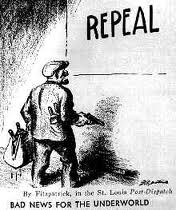 REPEAL
By Fitzpatrick, in the St. Louis Post-Dispatch
BAD NEWS FOR THE UNDERWORLD